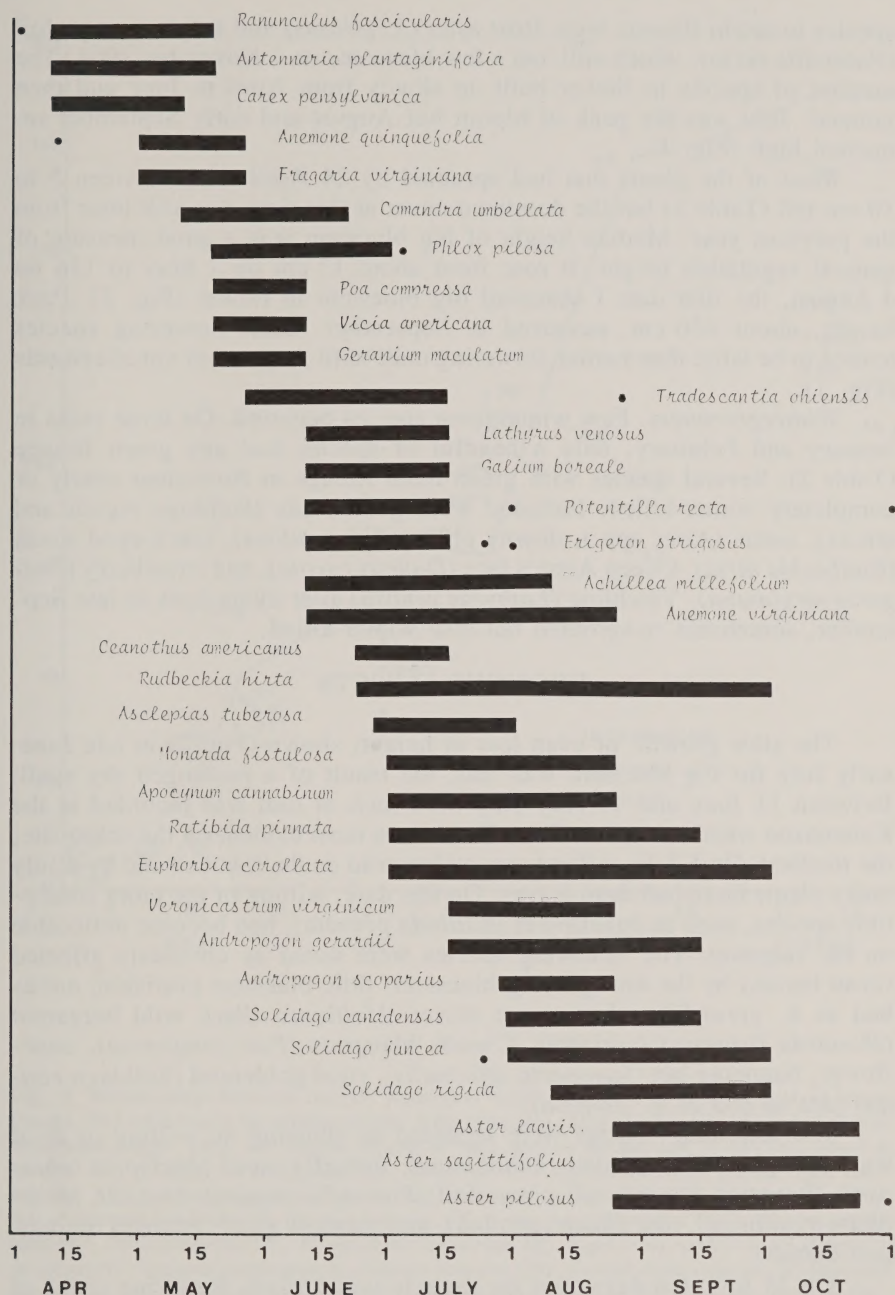 Ranunculus fascicularis
Antennaria plantaginifolia
Carex pensylvanica
Anemone quinquefolia
Fragaria virginiana
Comandra umbellata
Phlox pilosa
Poa compressa
Vicia americana
Geranium maculatum
Tradescantia ohiensis
Lathyrus venosus
Galium boreale
Potentilla recta
Erigeron strigosus
Achillea millefolium
Anemone virginiana
Ceanothus americanus
Rudbeckia hirta
Asclepias tuberosa
Monarda fistulosa
Apocynum cannabinum
Ratibida pinnata
Euphorbia corollata
Veronicastrum virginicum
Andropogon gerardii
Andropogon scoparius
Solidago canadensis
Solidago juncea
Solidago rigida
Aster laevis.
Aster sagittifolius
Aster pilosus
1 15 1 15 1 15 1 15 1 15 1 15 1 15 1
APR MAY JUNE JULY AUG SEPT OCT